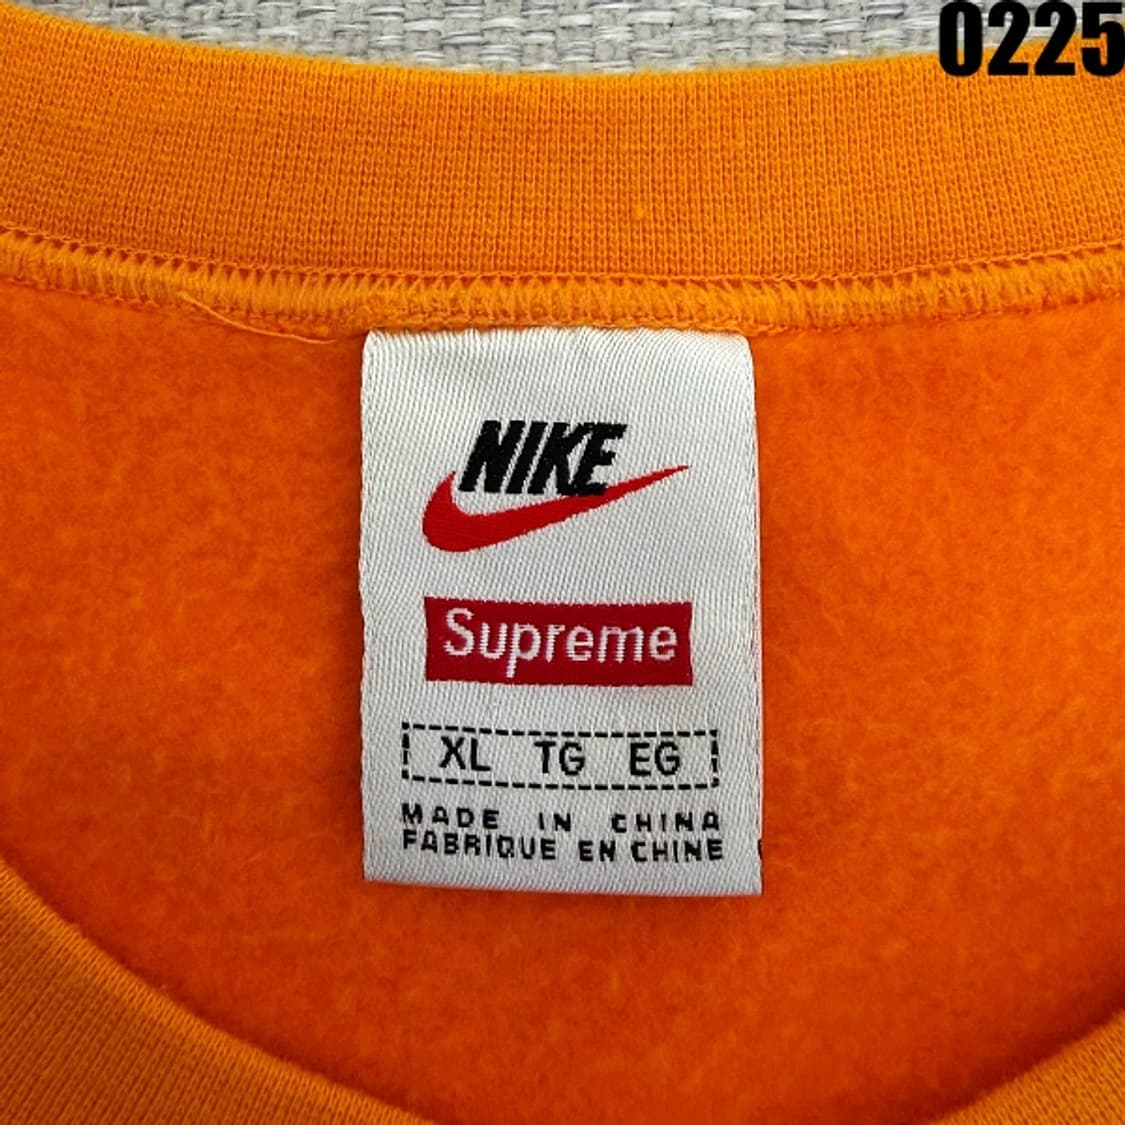 0225
NIKE
Supreme
XL TG EG
MADE IN CHINA
FABRIQUE EN CHINE